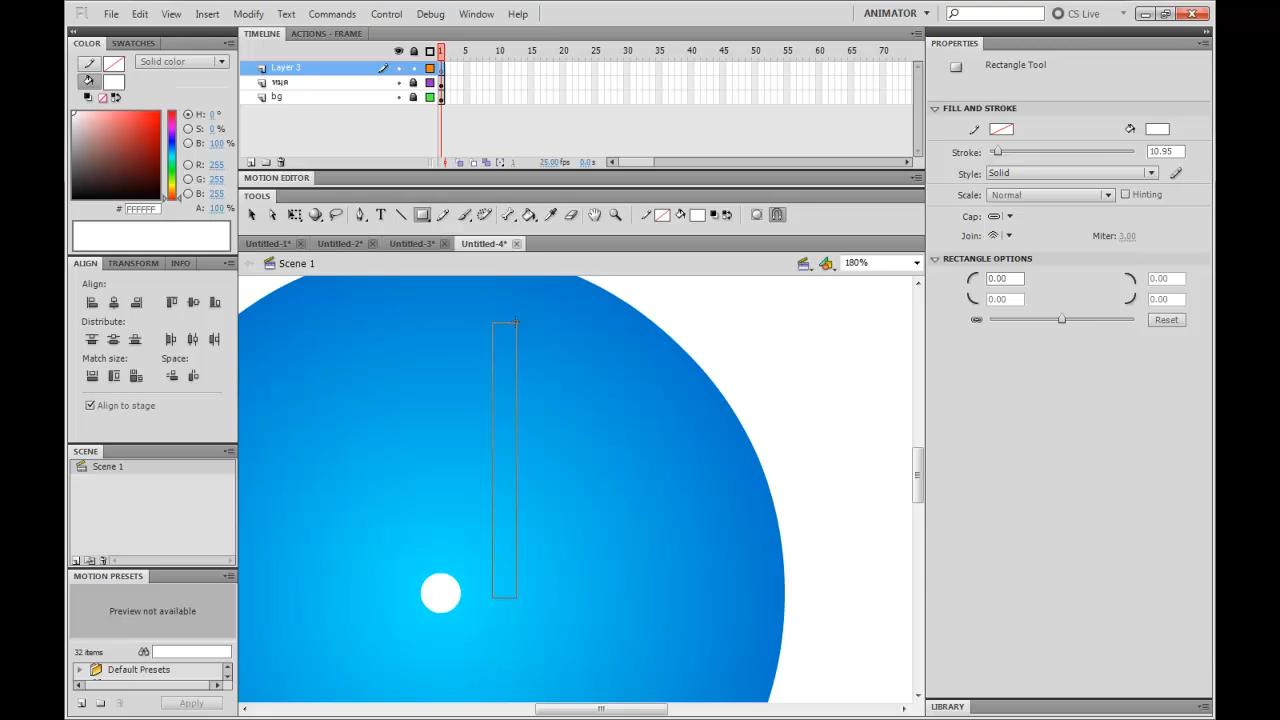 Fl File Edit View Insert Modify Text Commands Control Debug Window Help ANIMATOR CS Live
COLOR SWATCHES
Solid color
H: 0 °
S: 0 %
B: 100 %
R: 255
G: 255
B: 255
# FFFFFF A: 100 %
ALIGN TRANSFORM INFO
Align:
Distribute:
Match size: Space:
Align to stage
SCENE
Scene 1
MOTION PRESETS
Preview not available
32 items
Default Presets
Apply
TIMELINE ACTIONS - FRAME
1 5 10 15 20 25 30 35 40 45 50 55 60 65 70
Layer 3
หมุด
bg
1 25.00 fps 0.0 s
MOTION EDITOR
TOOLS
Untitled-1* Untitled-2* Untitled-3* Untitled-4*
Scene 1 180%
PROPERTIES
Rectangle Tool
FILL AND STROKE
Stroke: 10.95
Style: Solid
Scale: Normal Hinting
Cap:
Join: Miter: 3.00
RECTANGLE OPTIONS
0.00 0.00
0.00 0.00
Reset
LIBRARY